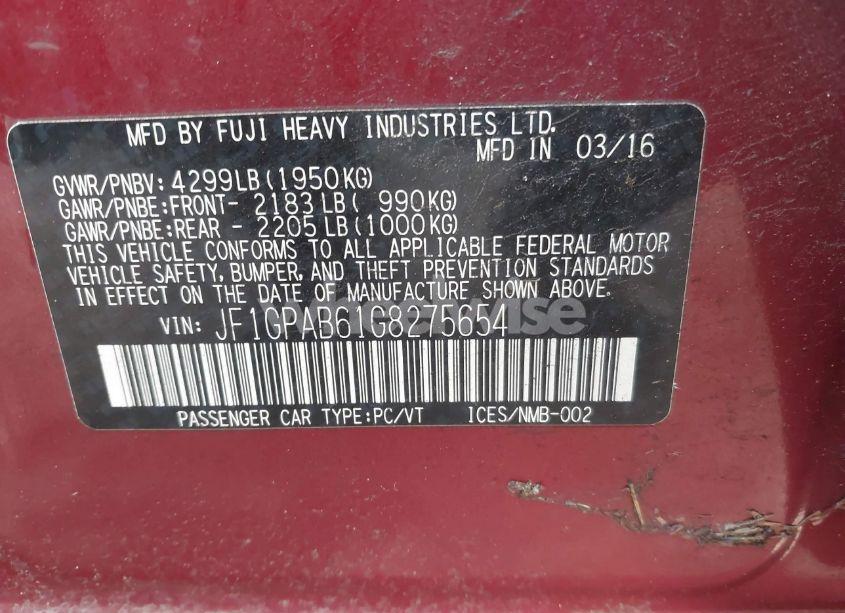 MFD BY FUJI HEAVY INDUSTRIES LTD.
MFD IN 03/16
GVWR/PNBV: 4299LB(1950KG)
GAWR/PNBE:FRONT- 2183LB( 990KG)
GAWR/PNBE:REAR - 2205LB(1000KG)
THIS VEHICLE CONFORMS TO ALL APPLICABLE FEDERAL MOTOR
VEHICLE SAFETY, BUMPER, AND THEFT PREVENTION STANDARDS
IN EFFECT ON THE DATE OF MANUFACTURE SHOWN ABOVE.
VIN: JF1GPAB61G8275654
PASSENGER CAR TYPE:PC/VT ICES/NMB-002